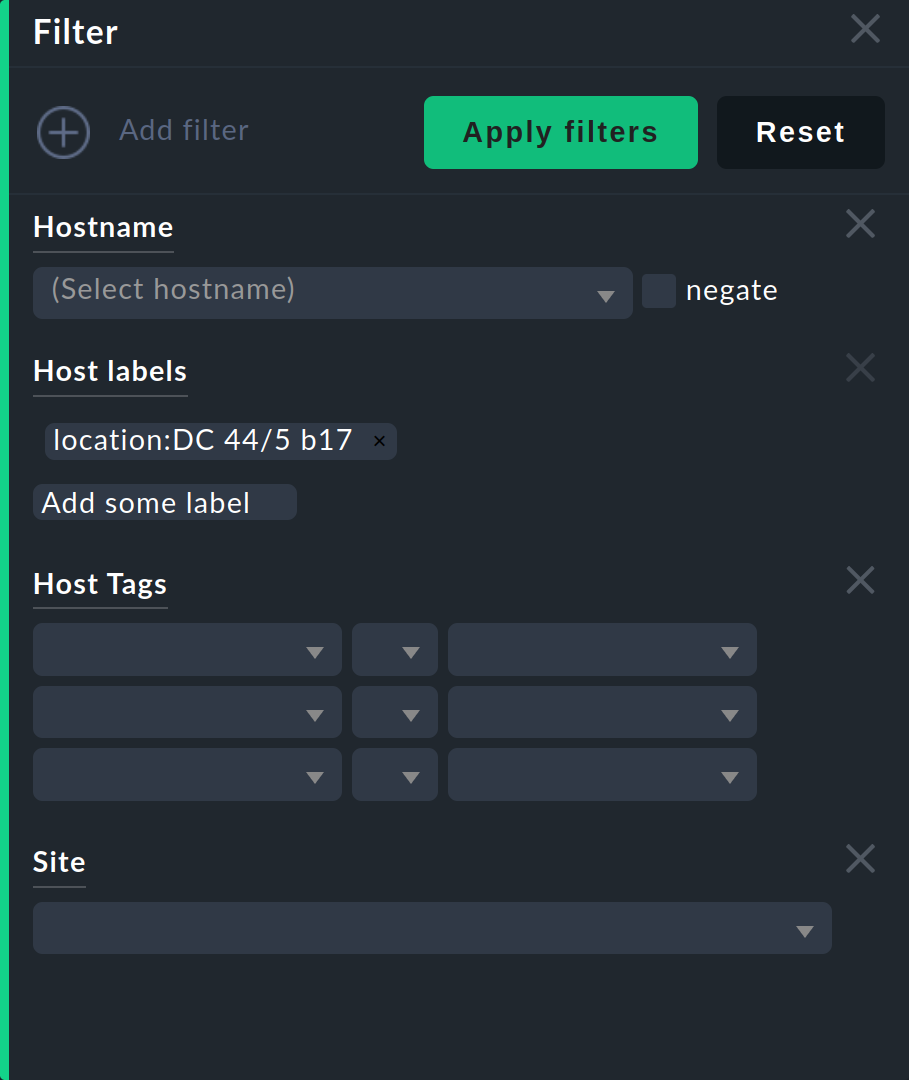 Filter
Add filter
Apply filters
Reset
Hostname
(Select hostname)
negate
Host labels
location:DC 44/5 b17 ×
Add some label
Host Tags
Site